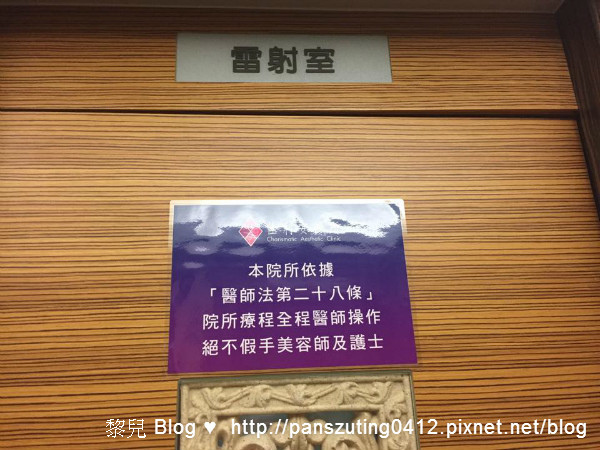 雷射室
Charismatic Aesthetic Clinic
本院所依據
「醫師法第二十八條」
院所療程全程醫師操作
絕不假手美容師及護士
黎兒 Blog ♥ http://panszuting0412.pixnet.net/blog